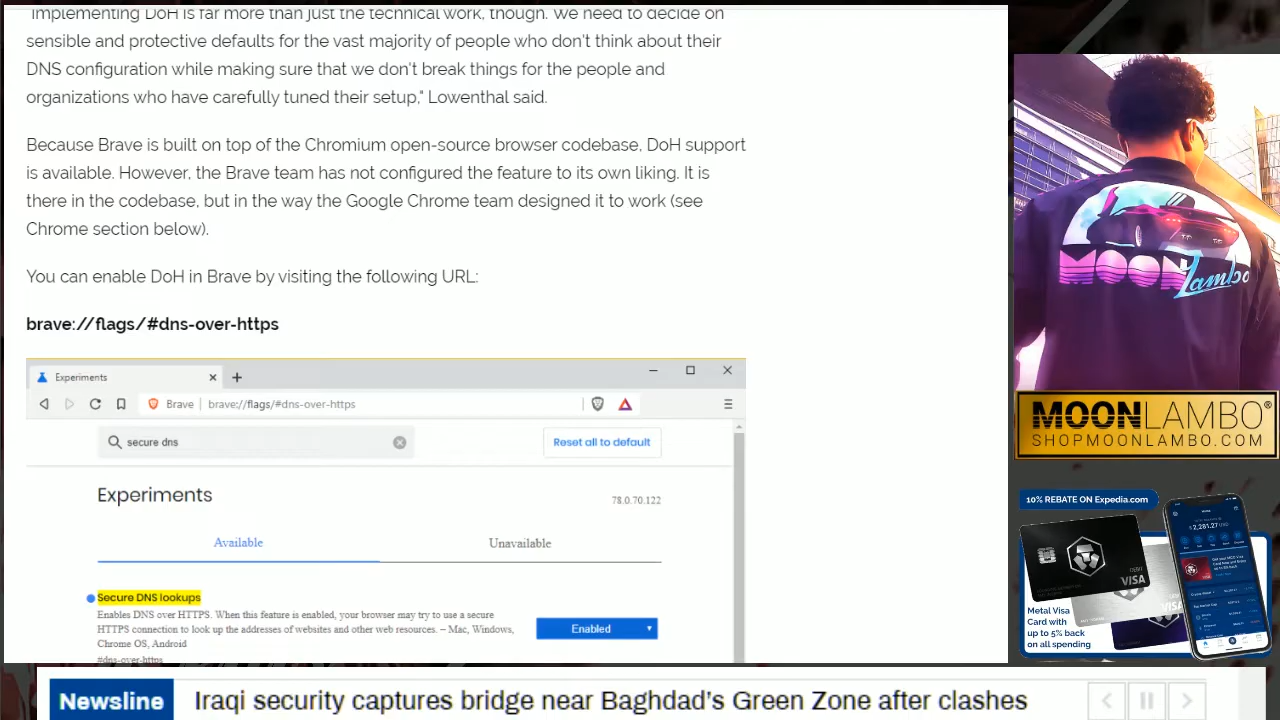 "Implementing DoH is far more than just the technical work, though. We need to decide on
sensible and protective defaults for the vast majority of people who don't think about their
DNS configuration while making sure that we don't break things for the people and
organizations who have carefully tuned their setup," Lowenthal said.
Because Brave is built on top of the Chromium open-source browser codebase, DoH support
is available. However, the Brave team has not configured the feature to its own liking. It is
there in the codebase, but in the way the Google Chrome team designed it to work (see
Chrome section below).
You can enable DoH in Brave by visiting the following URL:
brave://flags/#dns-over-https
Experiments
Brave
brave://flags/#dns-over-https
secure dns
Reset all to default
Experiments
78.0.70.122
Available
Unavailable
Secure DNS lookups
Enables DNS over HTTPS. When this feature is enabled, your browser may try to use a secure
HTTPS connection to look up the addresses of websites and other web resources. – Mac, Windows,
Chrome OS, Android
#dns-over-https
Enabled
MOON
Lambo
MOONLAMBO®
SHOPMOONLAMBO.COM
10% REBATE ON Expedia.com
2,281.27
DEBIT
VISA
Metal Visa
Card with
up to 5% back
on all spending
Newsline
Iraqi security captures bridge near Baghdad's Green Zone after clashes